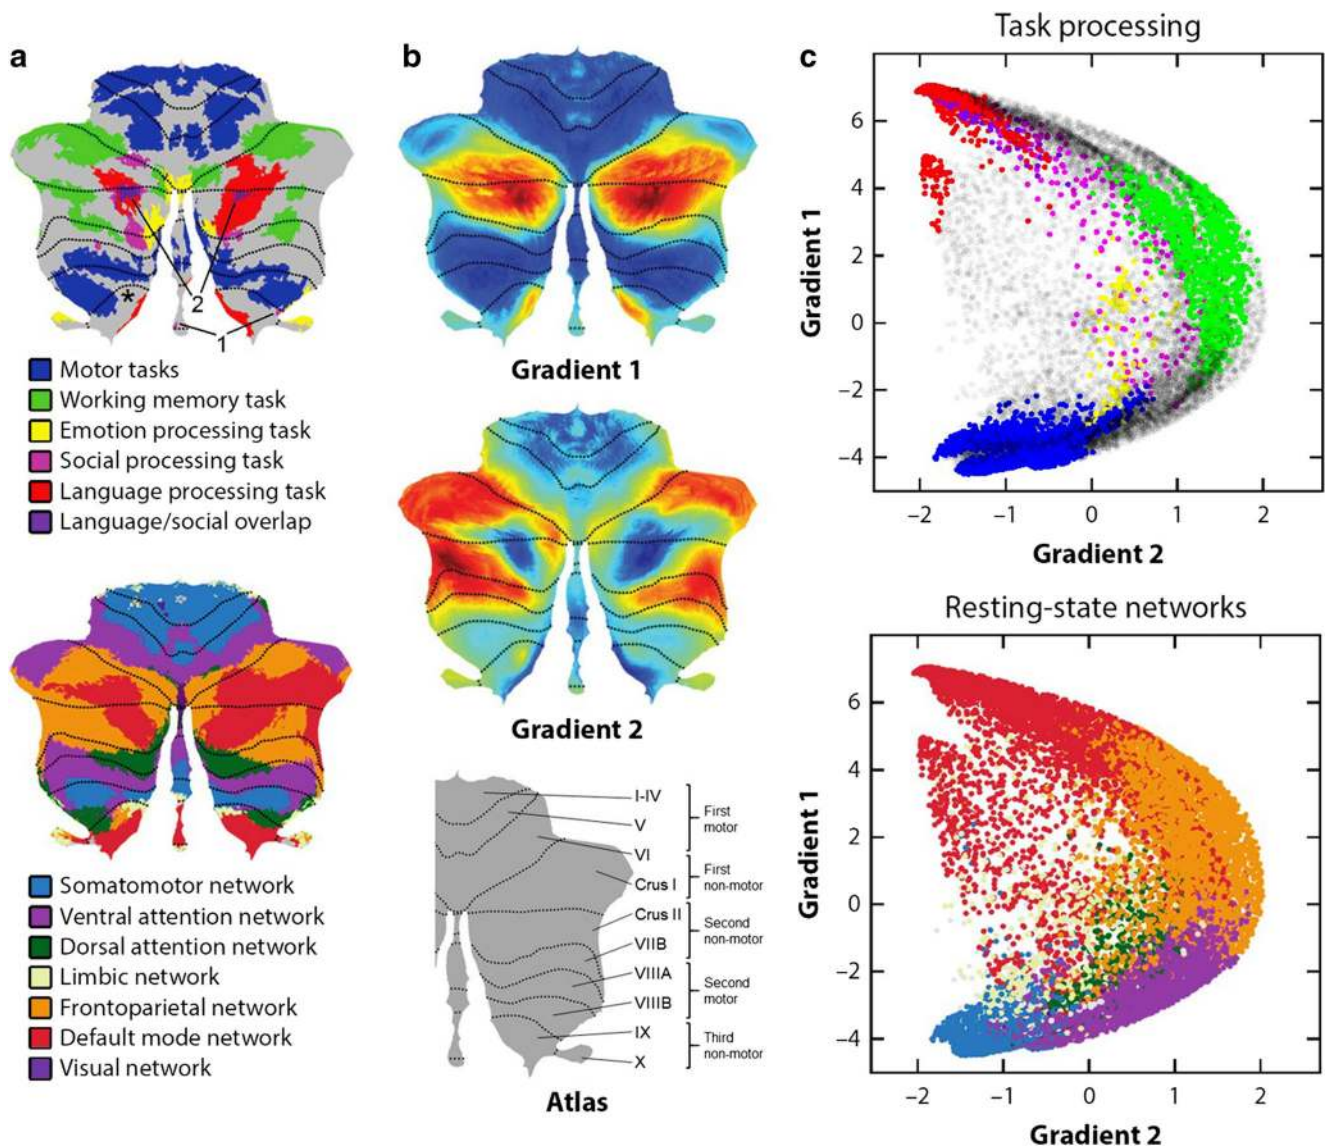 a
*
2
1
Motor tasks
Working memory task
Emotion processing task
Social processing task
Language processing task
Language/social overlap
Somatomotor network
Ventral attention network
Dorsal attention network
Limbic network
Frontoparietal network
Default mode network
Visual network
b
Gradient 1
Gradient 2
I-IV
V
VI
Crus I
Crus II
VIIB
VIIIA
VIIIB
IX
X
First
motor
First
non-motor
Second
non-motor
Second
motor
Third
non-motor
Atlas
c
Task processing
Gradient 1
6
4
2
0
−2
−4
−2
−1
0
1
2
Gradient 2
Resting-state networks
Gradient 1
6
4
2
0
−2
−4
−2
−1
0
1
2
Gradient 2